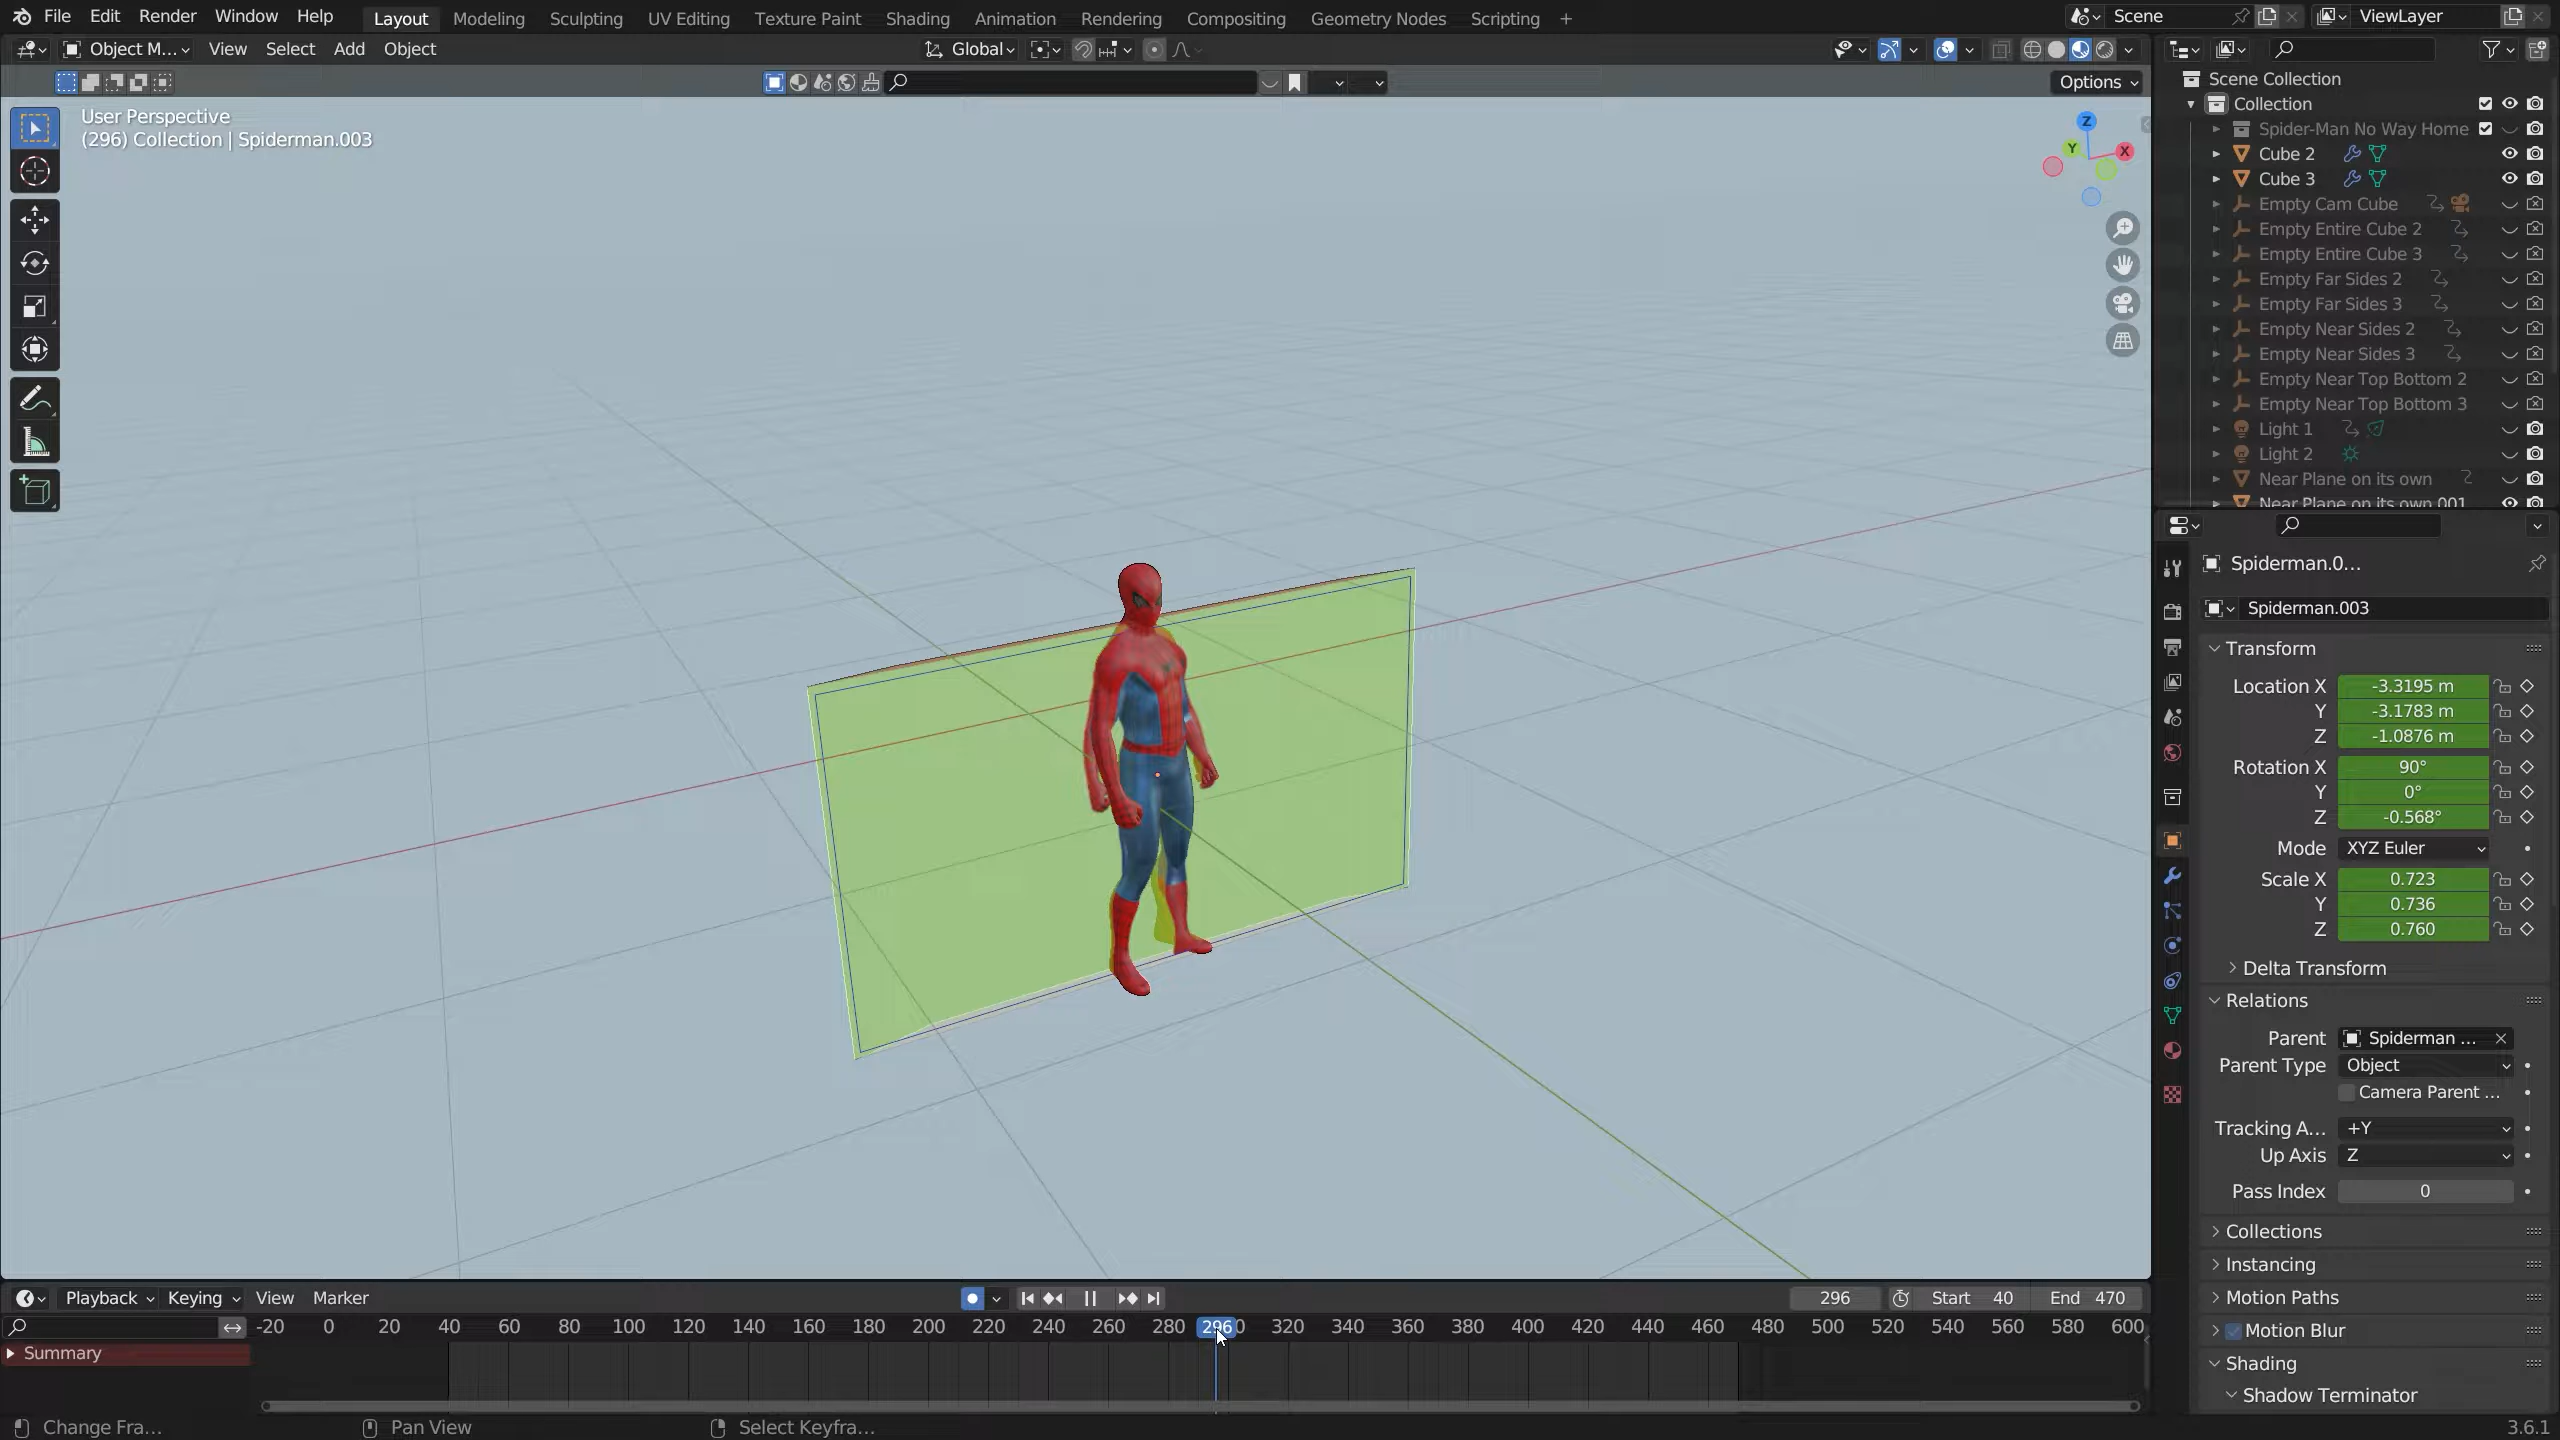 File Edit Render Window Help Layout Modeling Sculpting UV Editing Texture Paint Shading Animation Rendering Compositing Geometry Nodes Scripting + Scene ViewLayer
Object M... View Select Add Object Global
Options
User Perspective
(296) Collection | Spiderman.003
Z
Y
X
Scene Collection
Collection
Spider-Man No Way Home
Cube 2
Cube 3
Empty Cam Cube
Empty Entire Cube 2
Empty Entire Cube 3
Empty Far Sides 2
Empty Far Sides 3
Empty Near Sides 2
Empty Near Sides 3
Empty Near Top Bottom 2
Empty Near Top Bottom 3
Light 1
Light 2
Near Plane on its own
Near Plane on its own.001
Spiderman.0...
Spiderman.003
Transform
Location X -3.3195 m
Y -3.1783 m
Z -1.0876 m
Rotation X 90°
Y 0°
Z -0.568°
Mode XYZ Euler
Scale X 0.723
Y 0.736
Z 0.760
Delta Transform
Relations
Parent Spiderman ...
Parent Type Object
Camera Parent ...
Tracking A... +Y
Up Axis Z
Pass Index 0
Collections
Instancing
Motion Paths
Motion Blur
Shading
Shadow Terminator
Playback Keying View Marker 296 Start 40 End 470
-20 0 20 40 60 80 100 120 140 160 180 200 220 240 260 280 296 320 340 360 380 400 420 440 460 480 500 520 540 560 580 600
Summary
Change Fra... Pan View Select Keyfra... 3.6.1